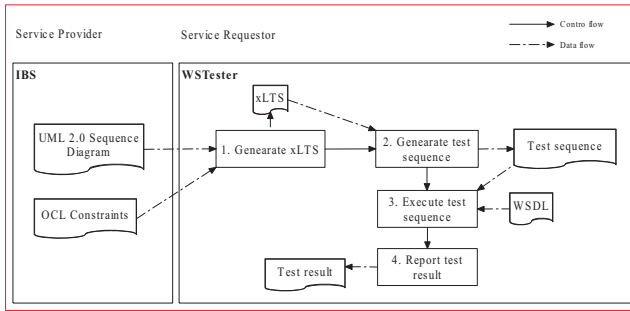 Service Provider
Service Requestor
Contro flow
Data flow
IBS
WSTester
xLTS
UML 2.0 Sequence
Diagram
1. Genearate xLTS
2. Genearate test
sequence
Test sequence
OCL Constraints
3. Execute test
sequence
WSDL
Test result
4. Report test
result